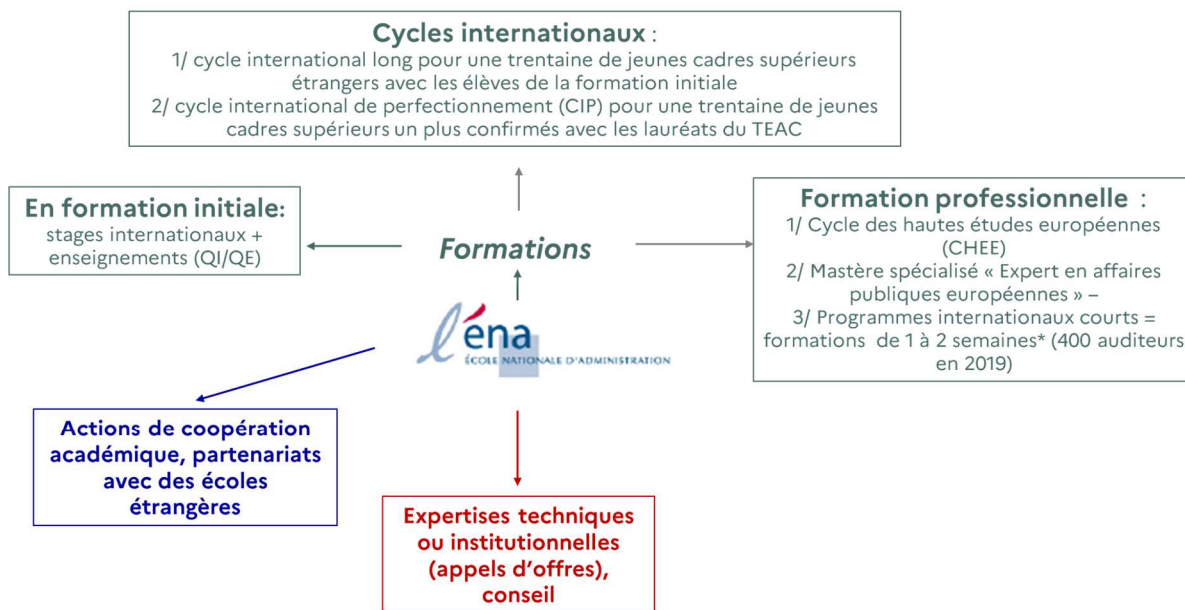 Cycles internationaux :
1/ cycle international long pour une trentaine de jeunes cadres supérieurs
étrangers avec les élèves de la formation initiale
2/ cycle international de perfectionnement (CIP) pour une trentaine de jeunes
cadres supérieurs un plus confirmés avec les lauréats du TEAC
En formation initiale:
stages internationaux +
enseignements (QI/QE)
Formations
Formation professionnelle :
1/ Cycle des hautes études européennes
(CHEE)
2/ Mastère spécialisé « Expert en affaires
publiques européennes » –
3/ Programmes internationaux courts =
formations de 1 à 2 semaines* (400 auditeurs
en 2019)
l'éna
ÉCOLE NATIONALE D'ADMINISTRATION
Actions de coopération
académique, partenariats
avec des écoles
étrangères
Expertises techniques
ou institutionnelles
(appels d'offres),
conseil